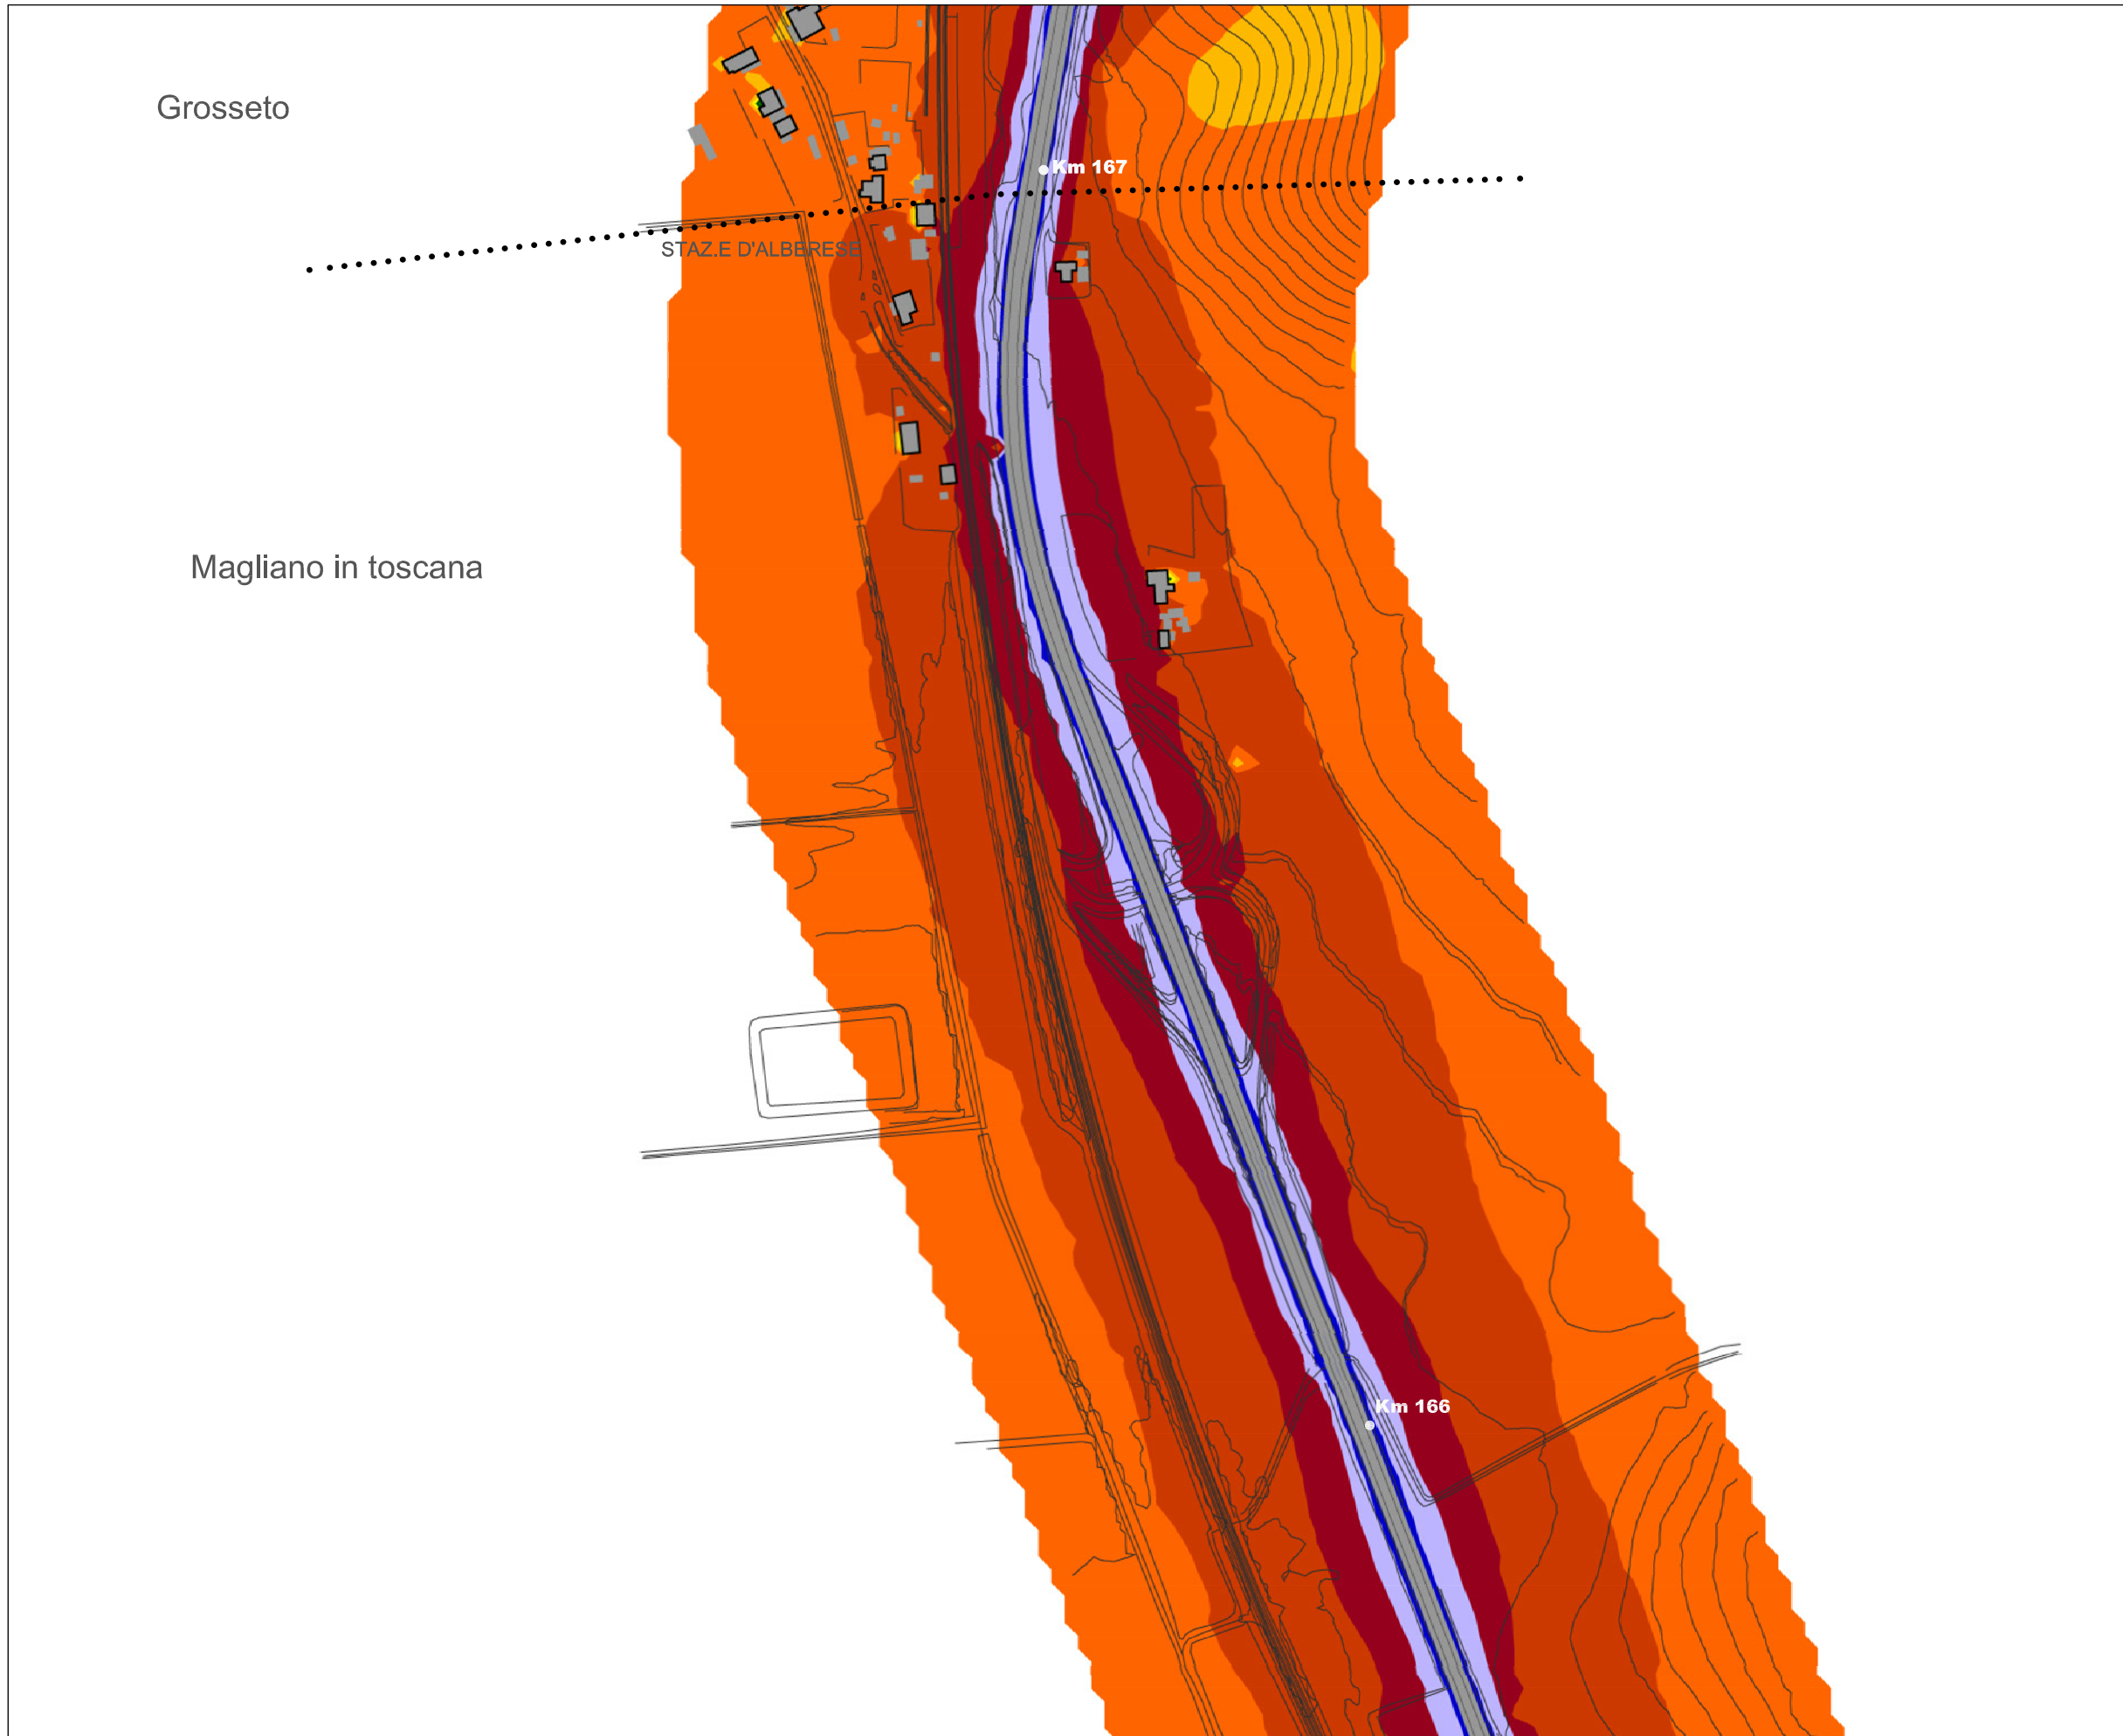 Grosseto
Km 167
STAZ.E D'ALBERESE
Magliano in toscana
Km 166